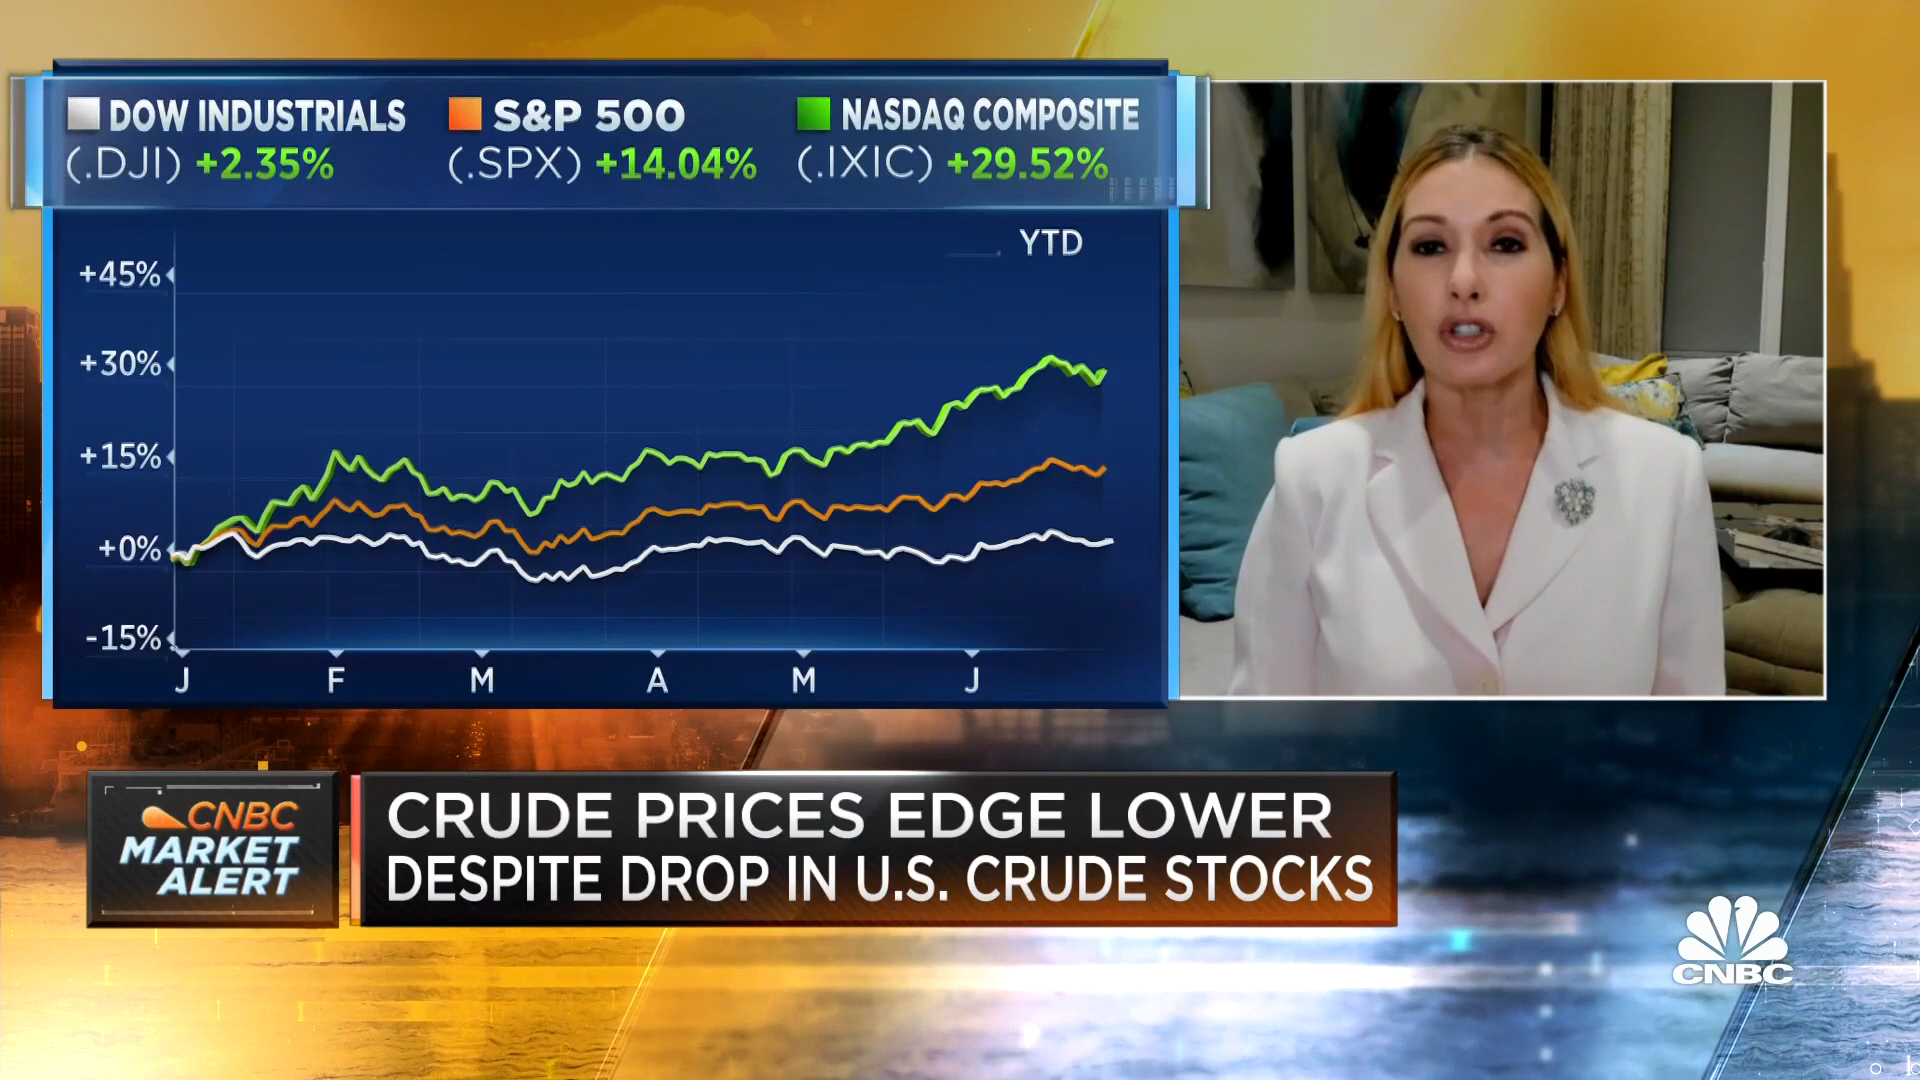 DOW INDUSTRIALS
(.DJI) +2.35%
S&P 500
(.SPX) +14.04%
NASDAQ COMPOSITE
(.IXIC) +29.52%
YTD
+45%
+30%
+15%
+0%
-15%
J F M A M J
CNBC
MARKET
ALERT
CRUDE PRICES EDGE LOWER
DESPITE DROP IN U.S. CRUDE STOCKS
CNBC